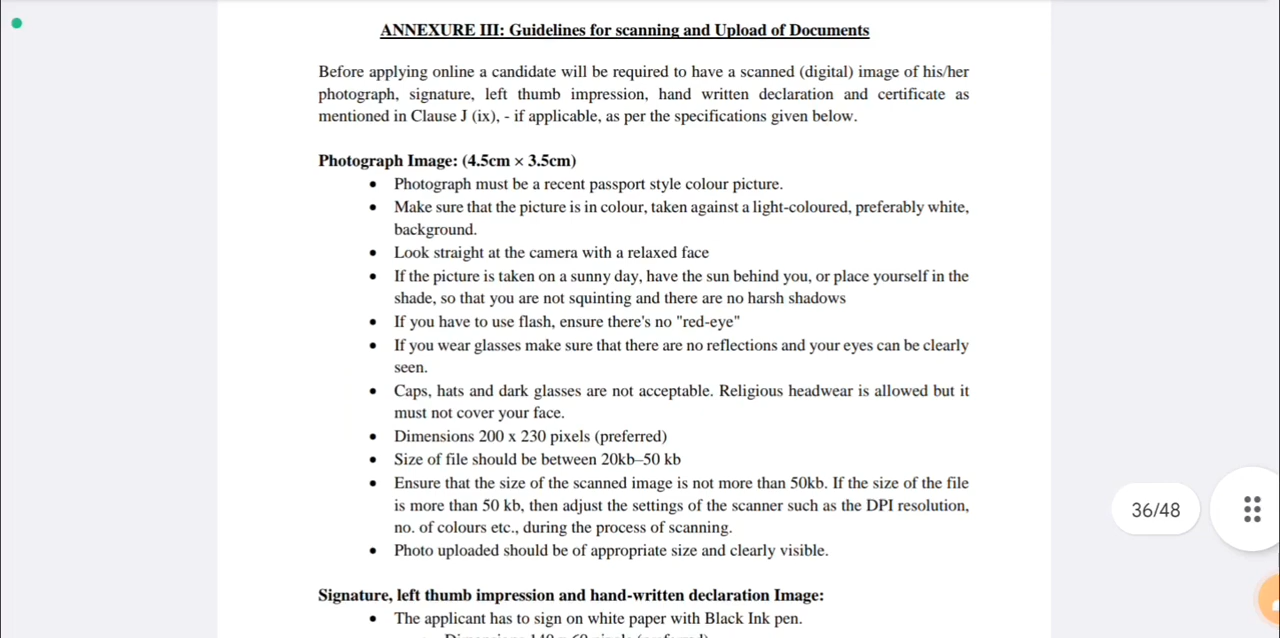 ANNEXURE III: Guidelines for scanning and Upload of Documents
Before applying online a candidate will be required to have a scanned (digital) image of his/her
photograph, signature, left thumb impression, hand written declaration and certificate as
mentioned in Clause J (ix), - if applicable, as per the specifications given below.
Photograph Image: (4.5cm × 3.5cm)
• Photograph must be a recent passport style colour picture.
• Make sure that the picture is in colour, taken against a light-coloured, preferably white,
background.
• Look straight at the camera with a relaxed face
• If the picture is taken on a sunny day, have the sun behind you, or place yourself in the
shade, so that you are not squinting and there are no harsh shadows
• If you have to use flash, ensure there's no "red-eye"
• If you wear glasses make sure that there are no reflections and your eyes can be clearly
seen.
• Caps, hats and dark glasses are not acceptable. Religious headwear is allowed but it
must not cover your face.
• Dimensions 200 x 230 pixels (preferred)
• Size of file should be between 20kb–50 kb
• Ensure that the size of the scanned image is not more than 50kb. If the size of the file
is more than 50 kb, then adjust the settings of the scanner such as the DPI resolution,
no. of colours etc., during the process of scanning.
• Photo uploaded should be of appropriate size and clearly visible.
36/48
Signature, left thumb impression and hand-written declaration Image:
• The applicant has to sign on white paper with Black Ink pen.